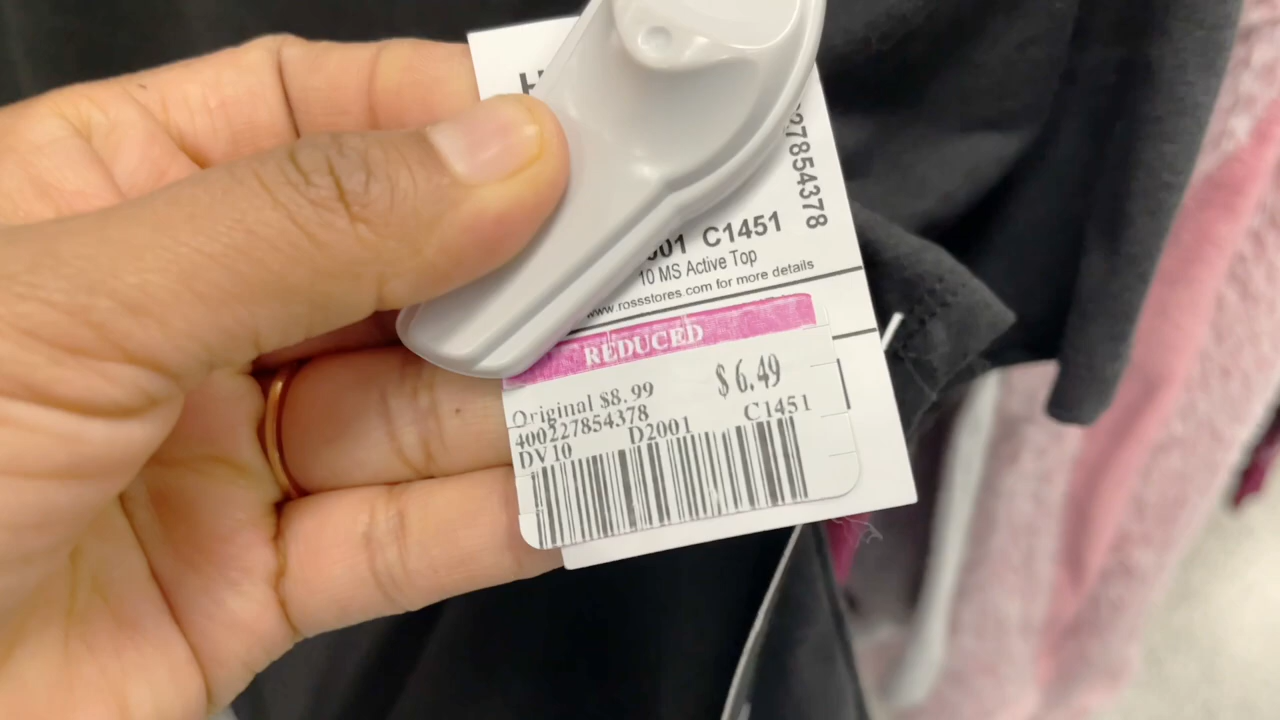 C1451
10 MS Active Top
www.rossstores.com for more details
REDUCED
Original $8.99
$6.49
400227854378
DV10 D2001 C1451